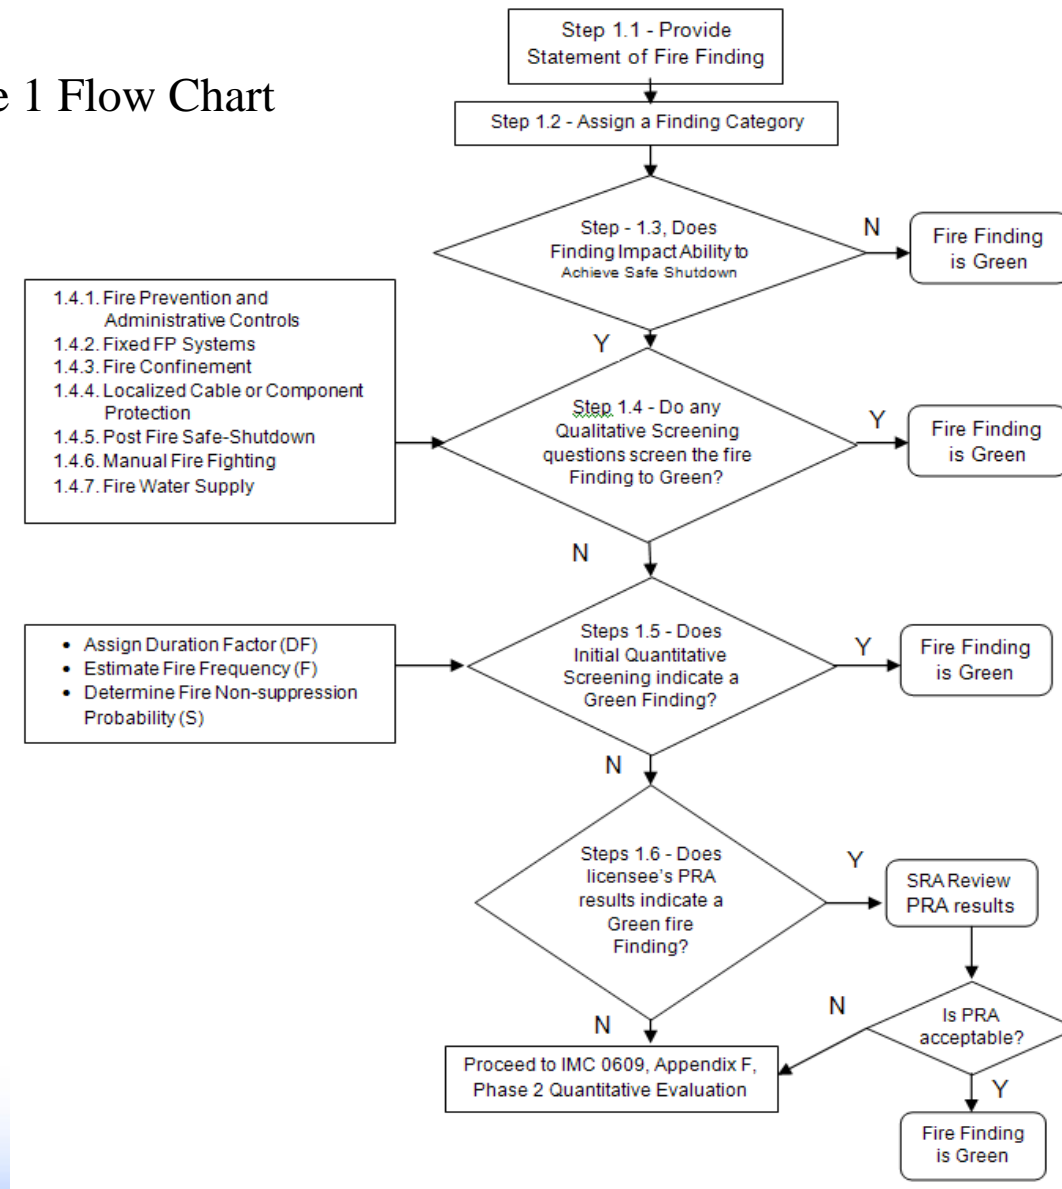 e 1 Flow Chart
Step 1.1 - Provide
Statement of Fire Finding
Step 1.2 - Assign a Finding Category
Step - 1.3, Does
Finding Impact Ability to
Achieve Safe Shutdown
N
Fire Finding
is Green
Y
1.4.1. Fire Prevention and
Administrative Controls
1.4.2. Fixed FP Systems
1.4.3. Fire Confinement
1.4.4. Localized Cable or Component
Protection
1.4.5. Post Fire Safe-Shutdown
1.4.6. Manual Fire Fighting
1.4.7. Fire Water Supply
Step 1.4 - Do any
Qualitative Screening
questions screen the fire
Finding to Green?
Y
Fire Finding
is Green
N
• Assign Duration Factor (DF)
• Estimate Fire Frequency (F)
• Determine Fire Non-suppression
Probability (S)
Steps 1.5 - Does
Initial Quantitative
Screening indicate a
Green Finding?
Y
Fire Finding
is Green
N
Steps 1.6 - Does
licensee's PRA
results indicate a
Green fire
Finding?
Y
SRA Review
PRA results
N
Is PRA
acceptable?
N
Proceed to IMC 0609, Appendix F,
Phase 2 Quantitative Evaluation
Y
Fire Finding
is Green